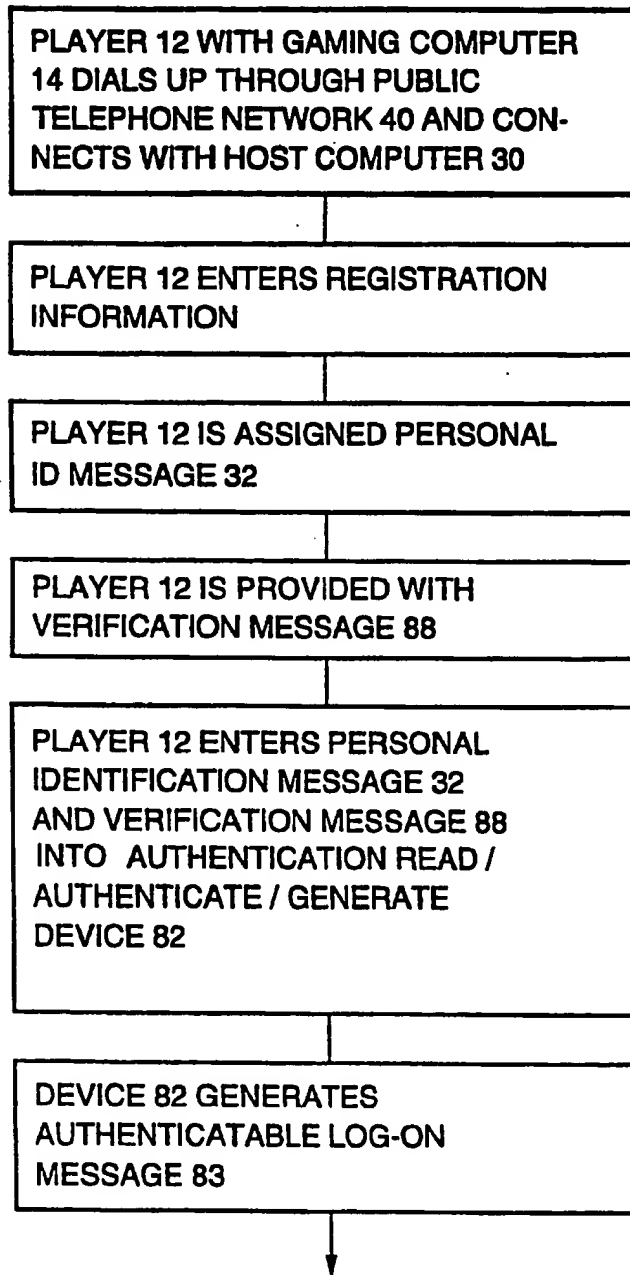 PLAYER 12 WITH GAMING COMPUTER
14 DIALS UP THROUGH PUBLIC
TELEPHONE NETWORK 40 AND CON-
NECTS WITH HOST COMPUTER 30
PLAYER 12 ENTERS REGISTRATION
INFORMATION
PLAYER 12 IS ASSIGNED PERSONAL
ID MESSAGE 32
PLAYER 12 IS PROVIDED WITH
VERIFICATION MESSAGE 88
PLAYER 12 ENTERS PERSONAL
IDENTIFICATION MESSAGE 32
AND VERIFICATION MESSAGE 88
INTO AUTHENTICATION READ /
AUTHENTICATE / GENERATE
DEVICE 82
DEVICE 82 GENERATES
AUTHENTICATABLE LOG-ON
MESSAGE 83